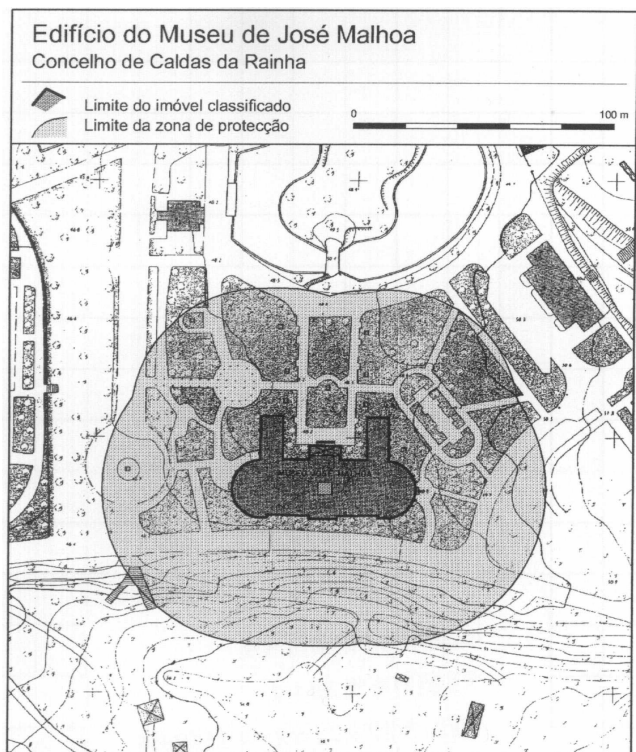 Edifício do Museu de José Malhoa
Concelho de Caldas da Rainha
Limite do imóvel classificado
Limite da zona de protecção
0 100 m